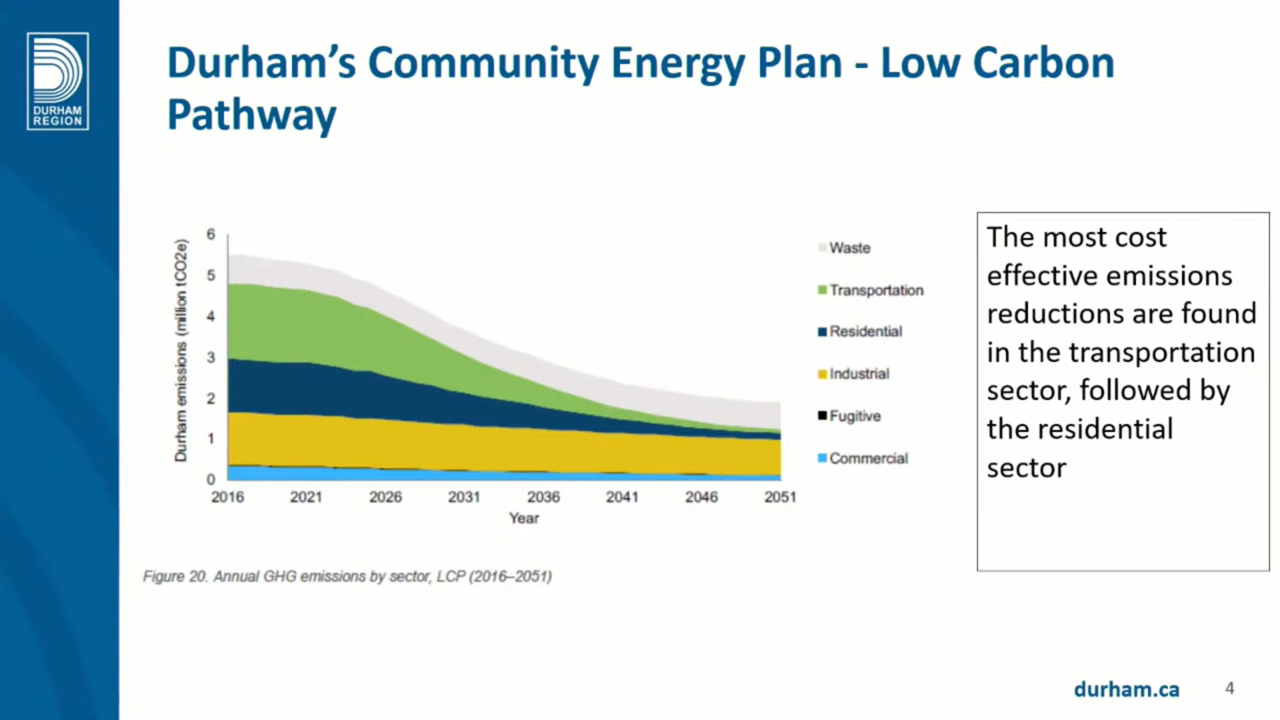 DURHAM
REGION
Durham's Community Energy Plan - Low Carbon
Pathway
Durham emissions (million tCO2e)
6
5
4
3
2
1
0
2016
2021
2026
2031
2036
2041
2046
2051
Year
Waste
Transportation
Residential
Industrial
Fugitive
Commercial
Figure 20. Annual GHG emissions by sector, LCP (2016–2051)
The most cost
effective emissions
reductions are found
in the transportation
sector, followed by
the residential
sector
durham.ca
4